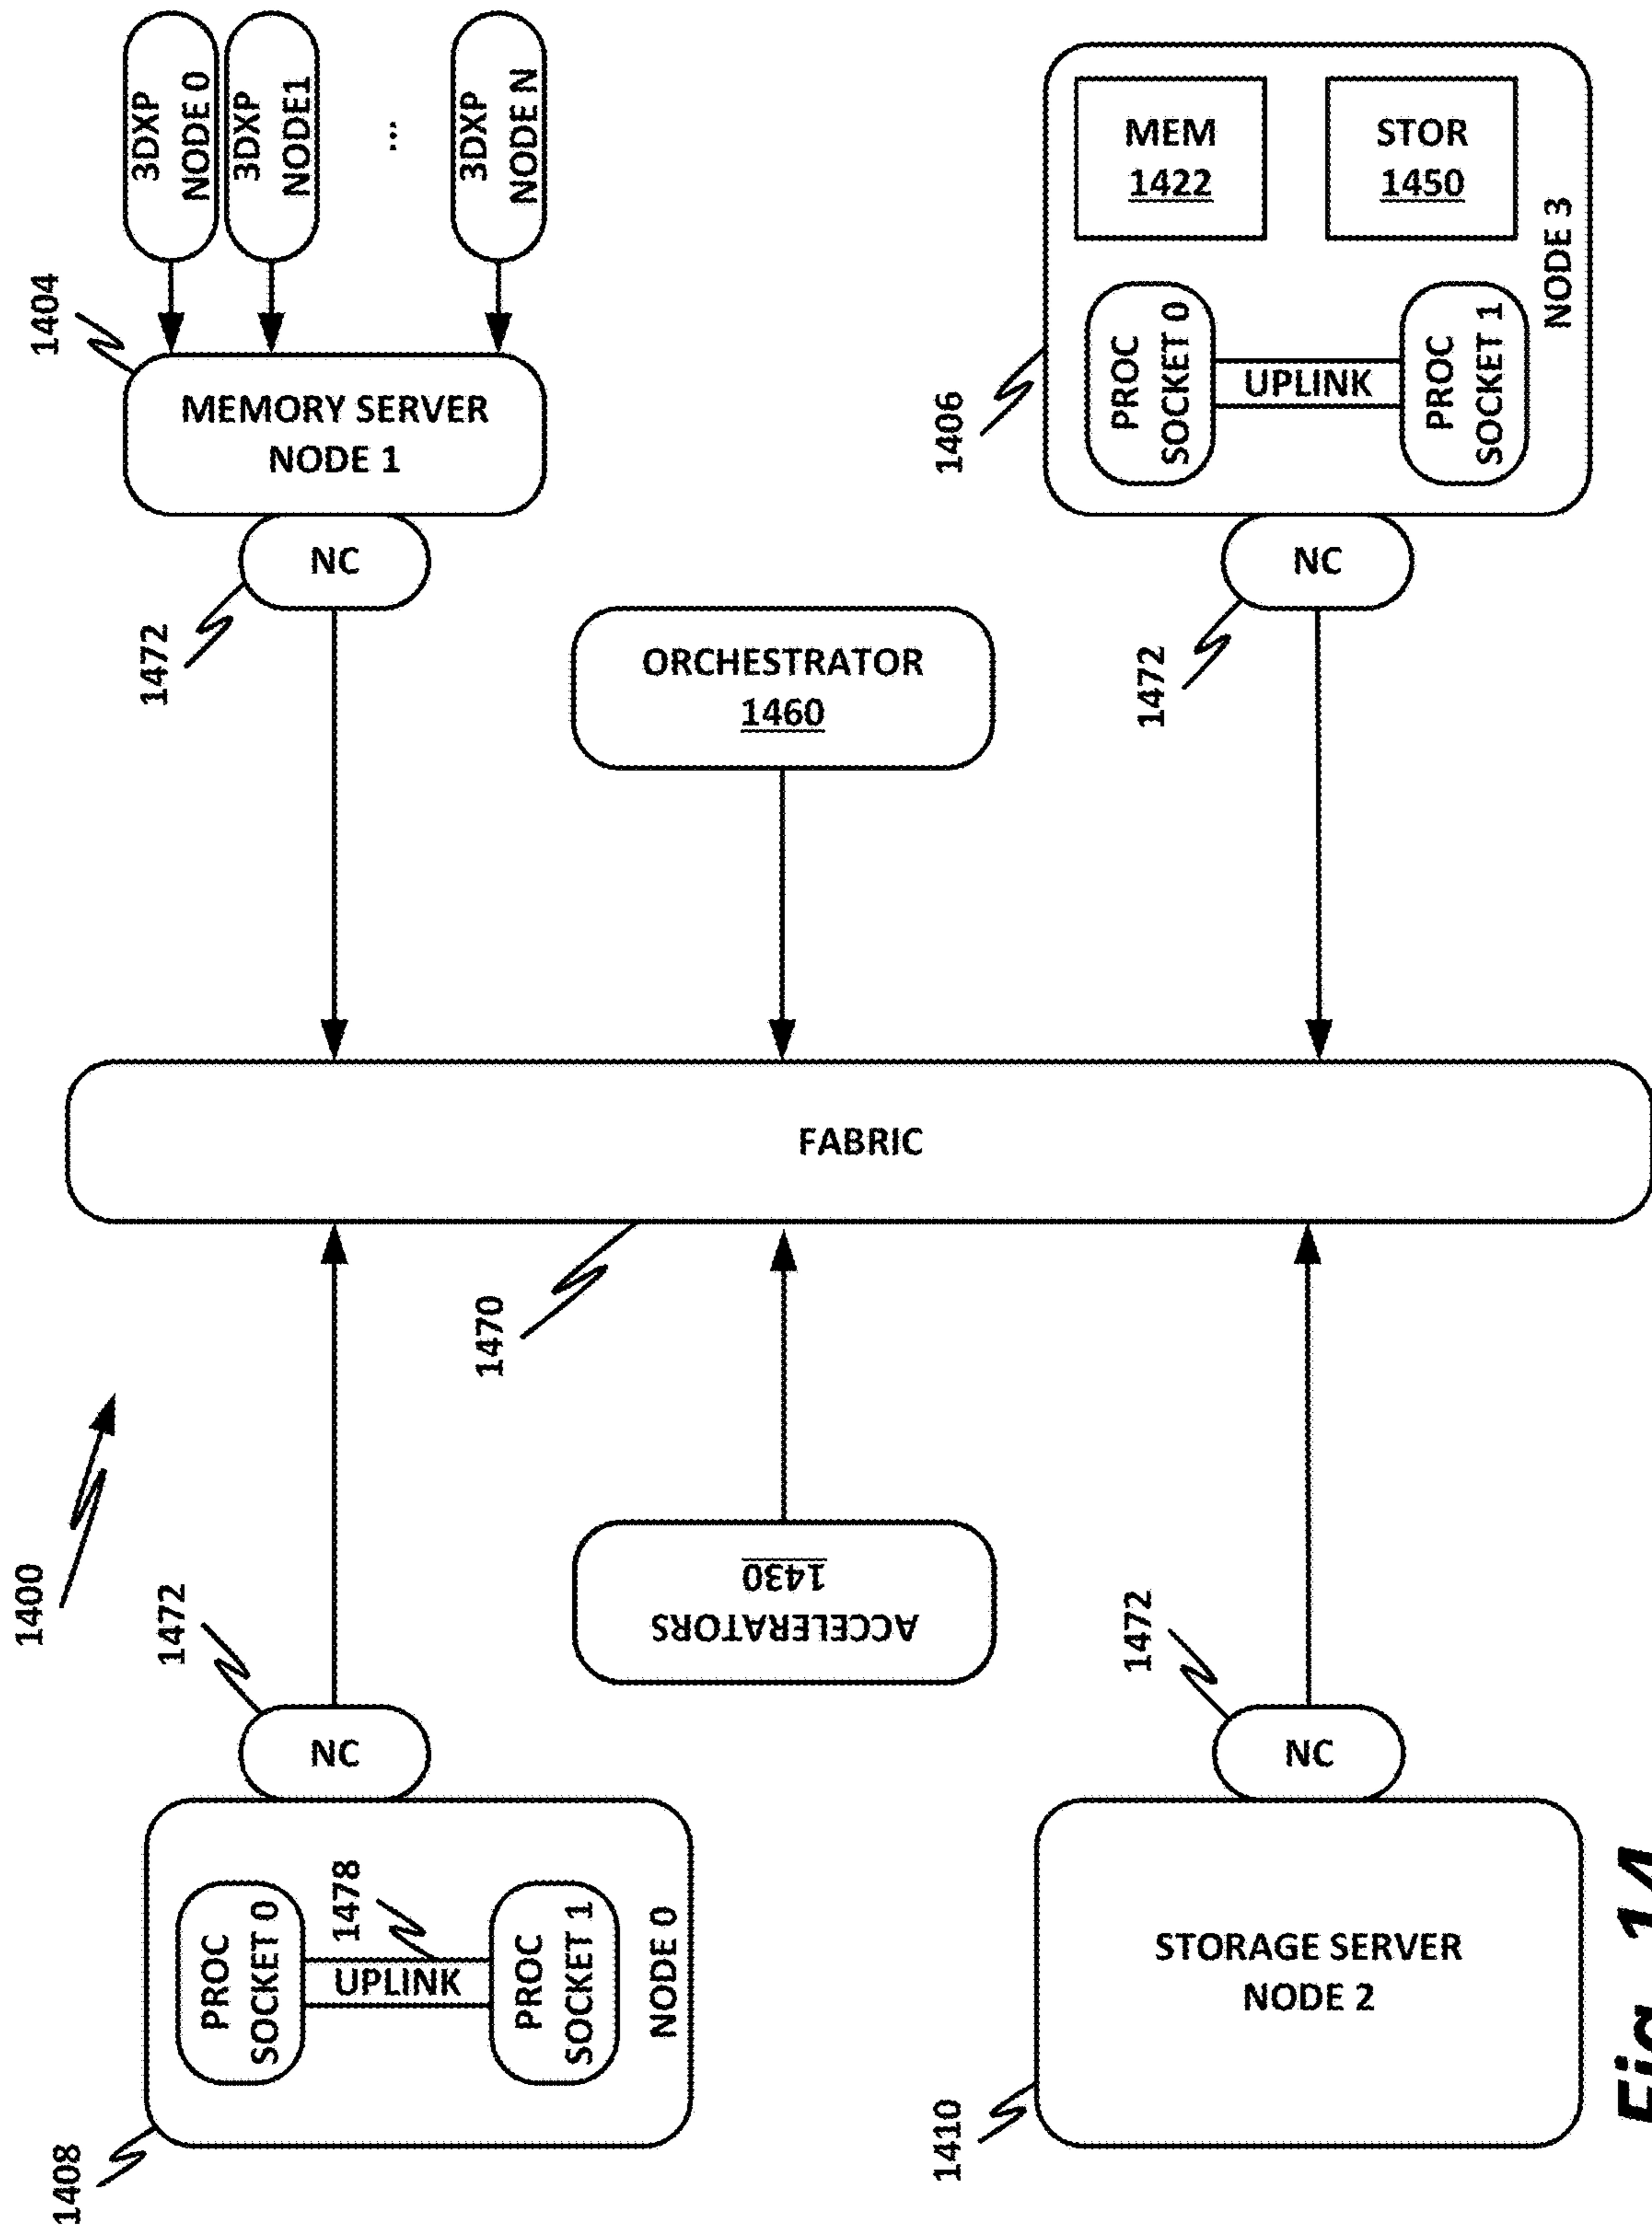 3DXP
NODE 0
3DXP
NODE1
...
3DXP
NODE N
1404
MEMORY SERVER
NODE 1
NC
1472
MEM
1422
STOR
1450
PROC
SOCKET 0
UPLINK
PROC
SOCKET 1
NODE 3
1406
NC
1472
ORCHESTRATOR
1460
FABRIC
1470
1400
ACCELERATORS
1430
1472
NC
PROC
SOCKET 0
1478
UPLINK
PROC
SOCKET 1
NODE 0
1408
1472
NC
STORAGE SERVER
NODE 2
1410
Fig. 14